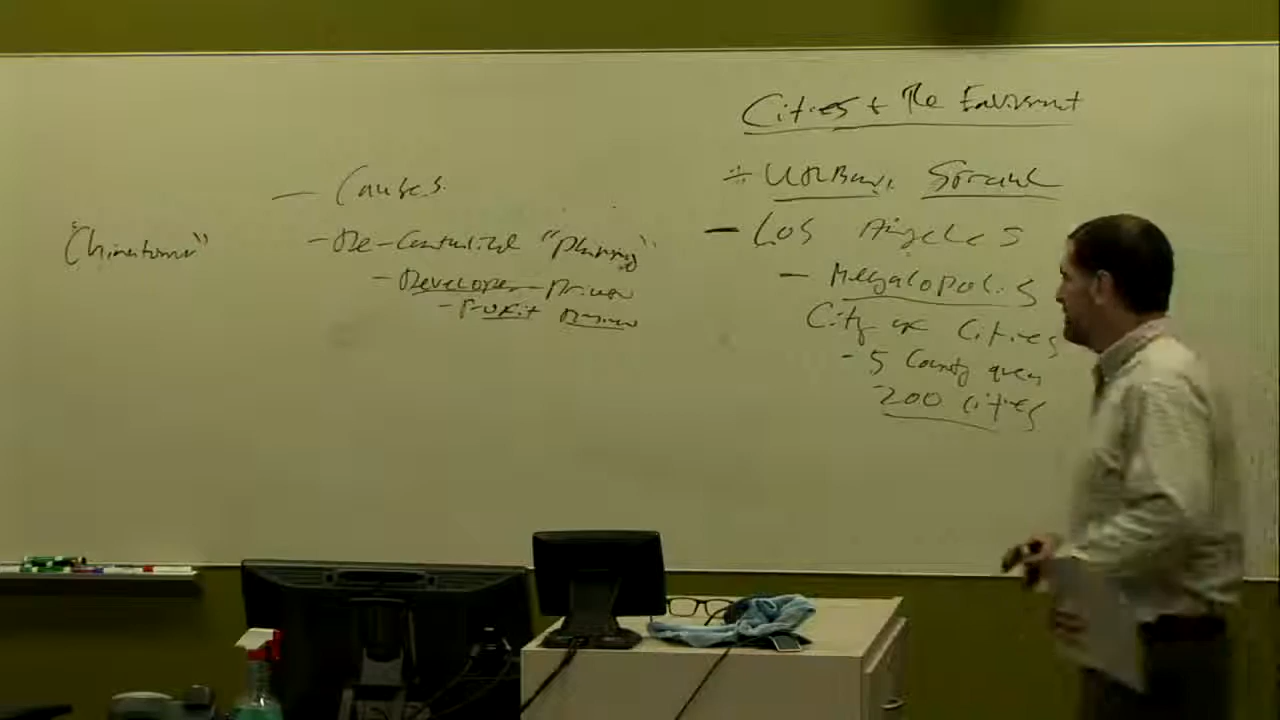 Cities + The Enviroment
÷ Urban Sprawl
- Los Angeles
- Megalopolis
City of Cities
- 5 County area
200 cities
- Causes
- De-Centralized "Planning"
- Developer Driven
- Profit Driven
"Chinatown"